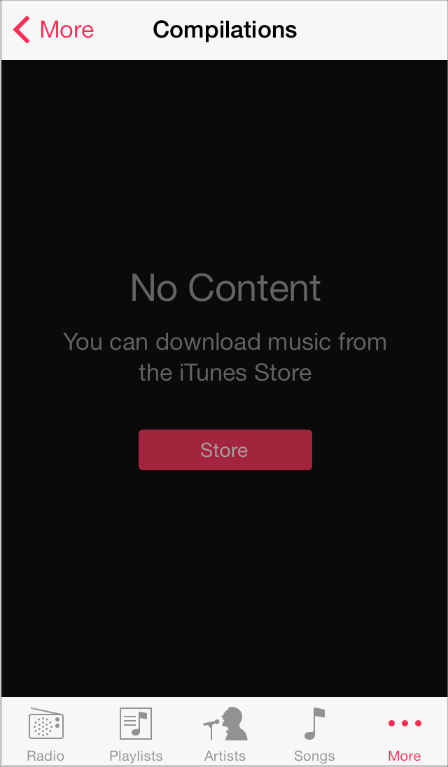 More
Compilations
No Content
You can download music from
the iTunes Store
Store
Radio
Playlists
Artists
Songs
More